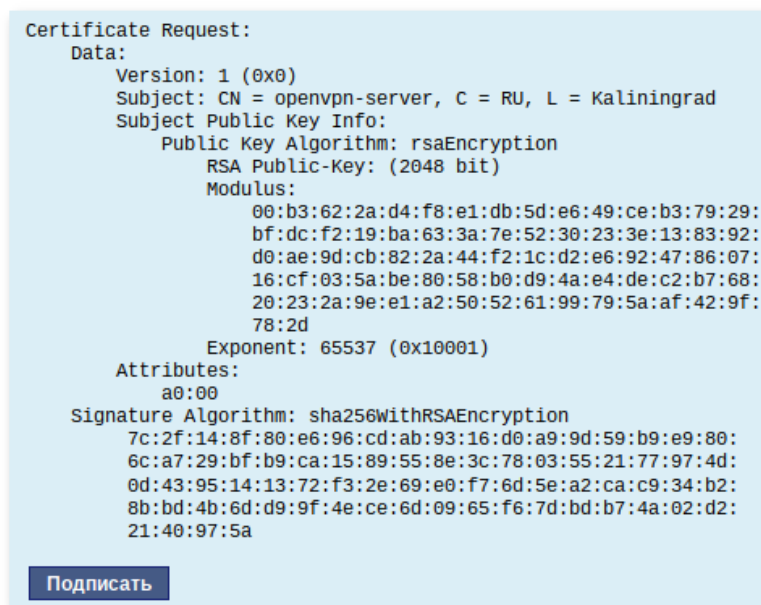 Certificate Request:
Data:
Version: 1 (0x0)
Subject: CN = openvpn-server, C = RU, L = Kaliningrad
Subject Public Key Info:
Public Key Algorithm: rsaEncryption
RSA Public-Key: (2048 bit)
Modulus:
00:b3:62:2a:d4:f8:e1:db:5d:e6:49:ce:b3:79:29:
bf:dc:f2:19:ba:63:3a:7e:52:30:23:3e:13:83:92:
d0:ae:9d:cb:82:2a:44:f2:1c:d2:e6:92:47:86:07:
16:cf:03:5a:be:80:58:b0:d9:4a:e4:de:c2:b7:68:
20:23:2a:9e:e1:a2:50:52:61:99:79:5a:af:42:9f:
78:2d
Exponent: 65537 (0x10001)
Attributes:
a0:00
Signature Algorithm: sha256WithRSAEncryption
7c:2f:14:8f:80:e6:96:cd:ab:93:16:d0:a9:9d:59:b9:e9:80:
6c:a7:29:bf:b9:ca:15:89:55:8e:3c:78:03:55:21:77:97:4d:
0d:43:95:14:13:72:f3:2e:69:e0:f7:6d:5e:a2:ca:c9:34:b2:
8b:bd:4b:6d:d9:9f:4e:ce:6d:09:65:f6:7d:bd:b7:4a:02:d2:
21:40:97:5a
Подписать